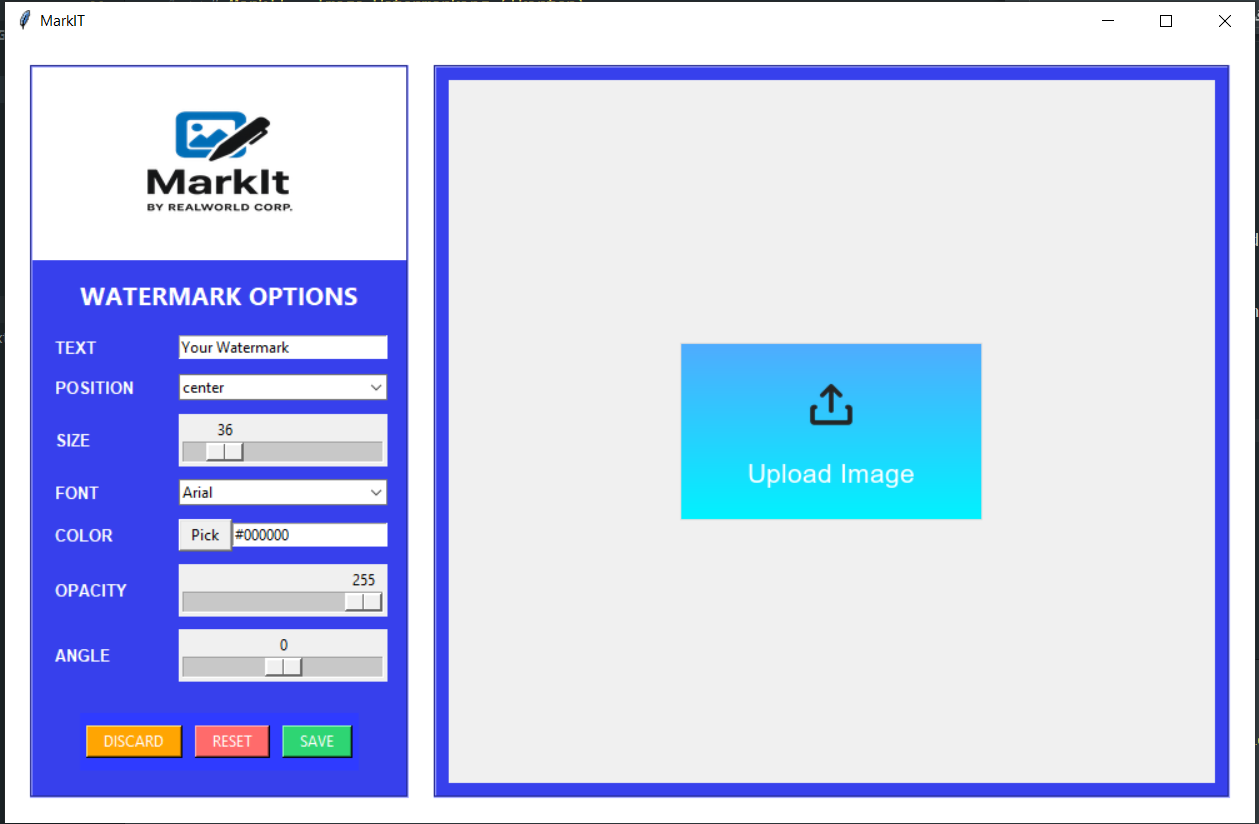 MarkIT
MarkIt
BY REALWORLD CORP.
WATERMARK OPTIONS
TEXT Your Watermark
POSITION center
36
SIZE
FONT Arial
COLOR Pick #000000
255
OPACITY
0
ANGLE
DISCARD RESET SAVE
Upload Image